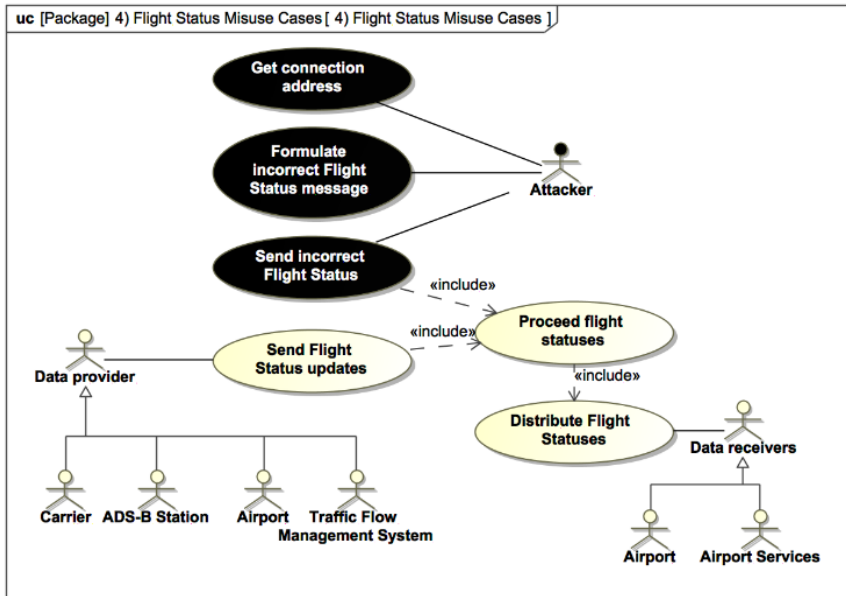 uc [Package] 4) Flight Status Misuse Cases [ 4) Flight Status Misuse Cases ]
Get connection
address
Formulate
incorrect Flight
Status message
Attacker
Send incorrect
Flight Status
«include»
Proceed flight
statuses
«include»
Send Flight
Status updates
Data provider
«include»
Distribute Flight
Statuses
Data receivers
Carrier
ADS-B Station
Airport
Traffic Flow
Management System
Airport
Airport Services